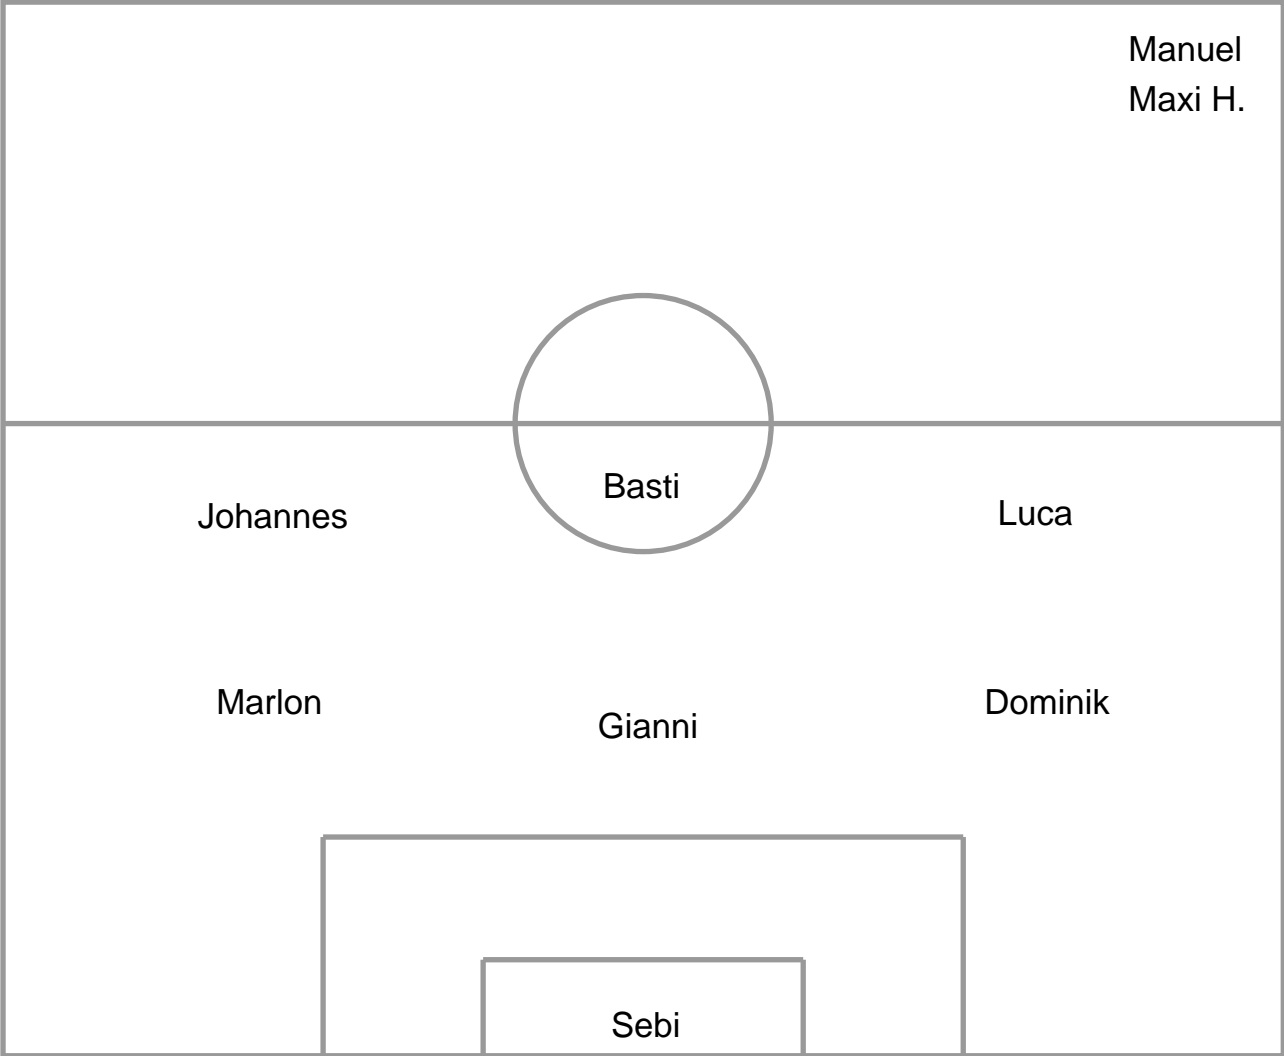 Manuel
Maxi H.
Basti
Johannes
Luca
Marlon
Gianni
Dominik
Sebi